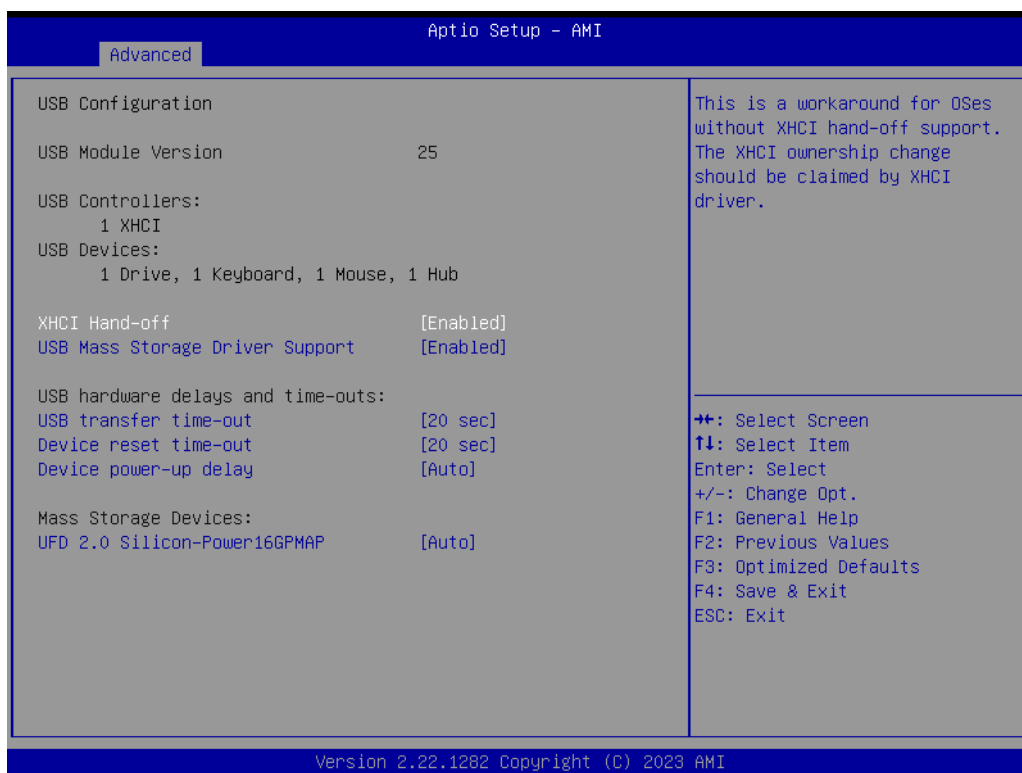 Aptio Setup – AMI
Advanced
USB Configuration
USB Module Version 25
USB Controllers:
1 XHCI
USB Devices:
1 Drive, 1 Keyboard, 1 Mouse, 1 Hub
XHCI Hand-off [Enabled]
USB Mass Storage Driver Support [Enabled]
USB hardware delays and time-outs:
USB transfer time-out [20 sec]
Device reset time-out [20 sec]
Device power-up delay [Auto]
Mass Storage Devices:
UFD 2.0 Silicon-Power16GPMAP [Auto]
This is a workaround for OSes
without XHCI hand-off support.
The XHCI ownership change
should be claimed by XHCI
driver.
→←: Select Screen
↑↓: Select Item
Enter: Select
+/-: Change Opt.
F1: General Help
F2: Previous Values
F3: Optimized Defaults
F4: Save & Exit
ESC: Exit
Version 2.22.1282 Copyright (C) 2023 AMI